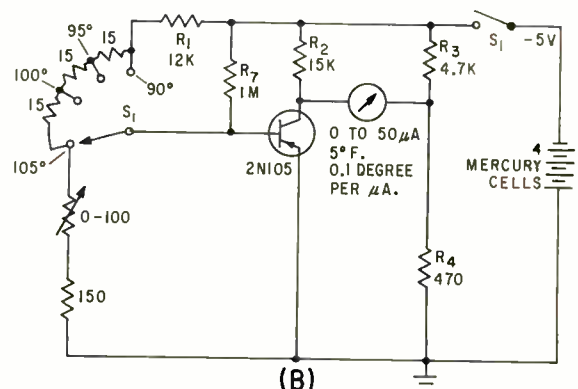 95°
15
15
100°
15
90°
105°
0-100
150
R1
12K
R7
1M
R2
15K
R3
4.7K
S1
-5V
S1
2N105
0 TO 50µA
5°F.
0.1 DEGREE
PER µA.
4
MERCURY
CELLS
R4
470
(B)